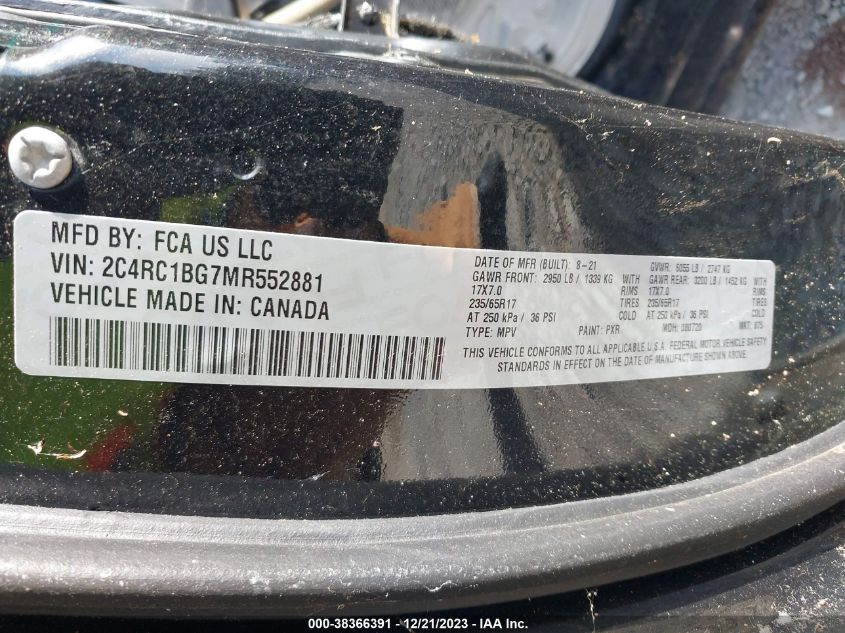 MFD BY: FCA US LLC
VIN: 2C4RC1BG7MR552881
VEHICLE MADE IN: CANADA
DATE OF MFR (BUILT): 8-21 GVWR: 6055 LB / 2747 KG
GAWR FRONT: 2950 LB / 1339 KG WITH GAWR REAR: 3200 LB / 1452 KG WITH
17X7.0 RIMS 17X7.0 RIMS
235/65R17 TIRES 235/65R17 TIRES
AT 250 kPa / 36 PSI COLD AT 250 kPa / 36 PSI COLD
TYPE: MPV PAINT: PXR MDH: 080720 MKT: 875
THIS VEHICLE CONFORMS TO ALL APPLICABLE U.S.A. FEDERAL MOTOR VEHICLE SAFETY
STANDARDS IN EFFECT ON THE DATE OF MANUFACTURE SHOWN ABOVE.
000-38366391 - 12/21/2023 - IAA Inc.